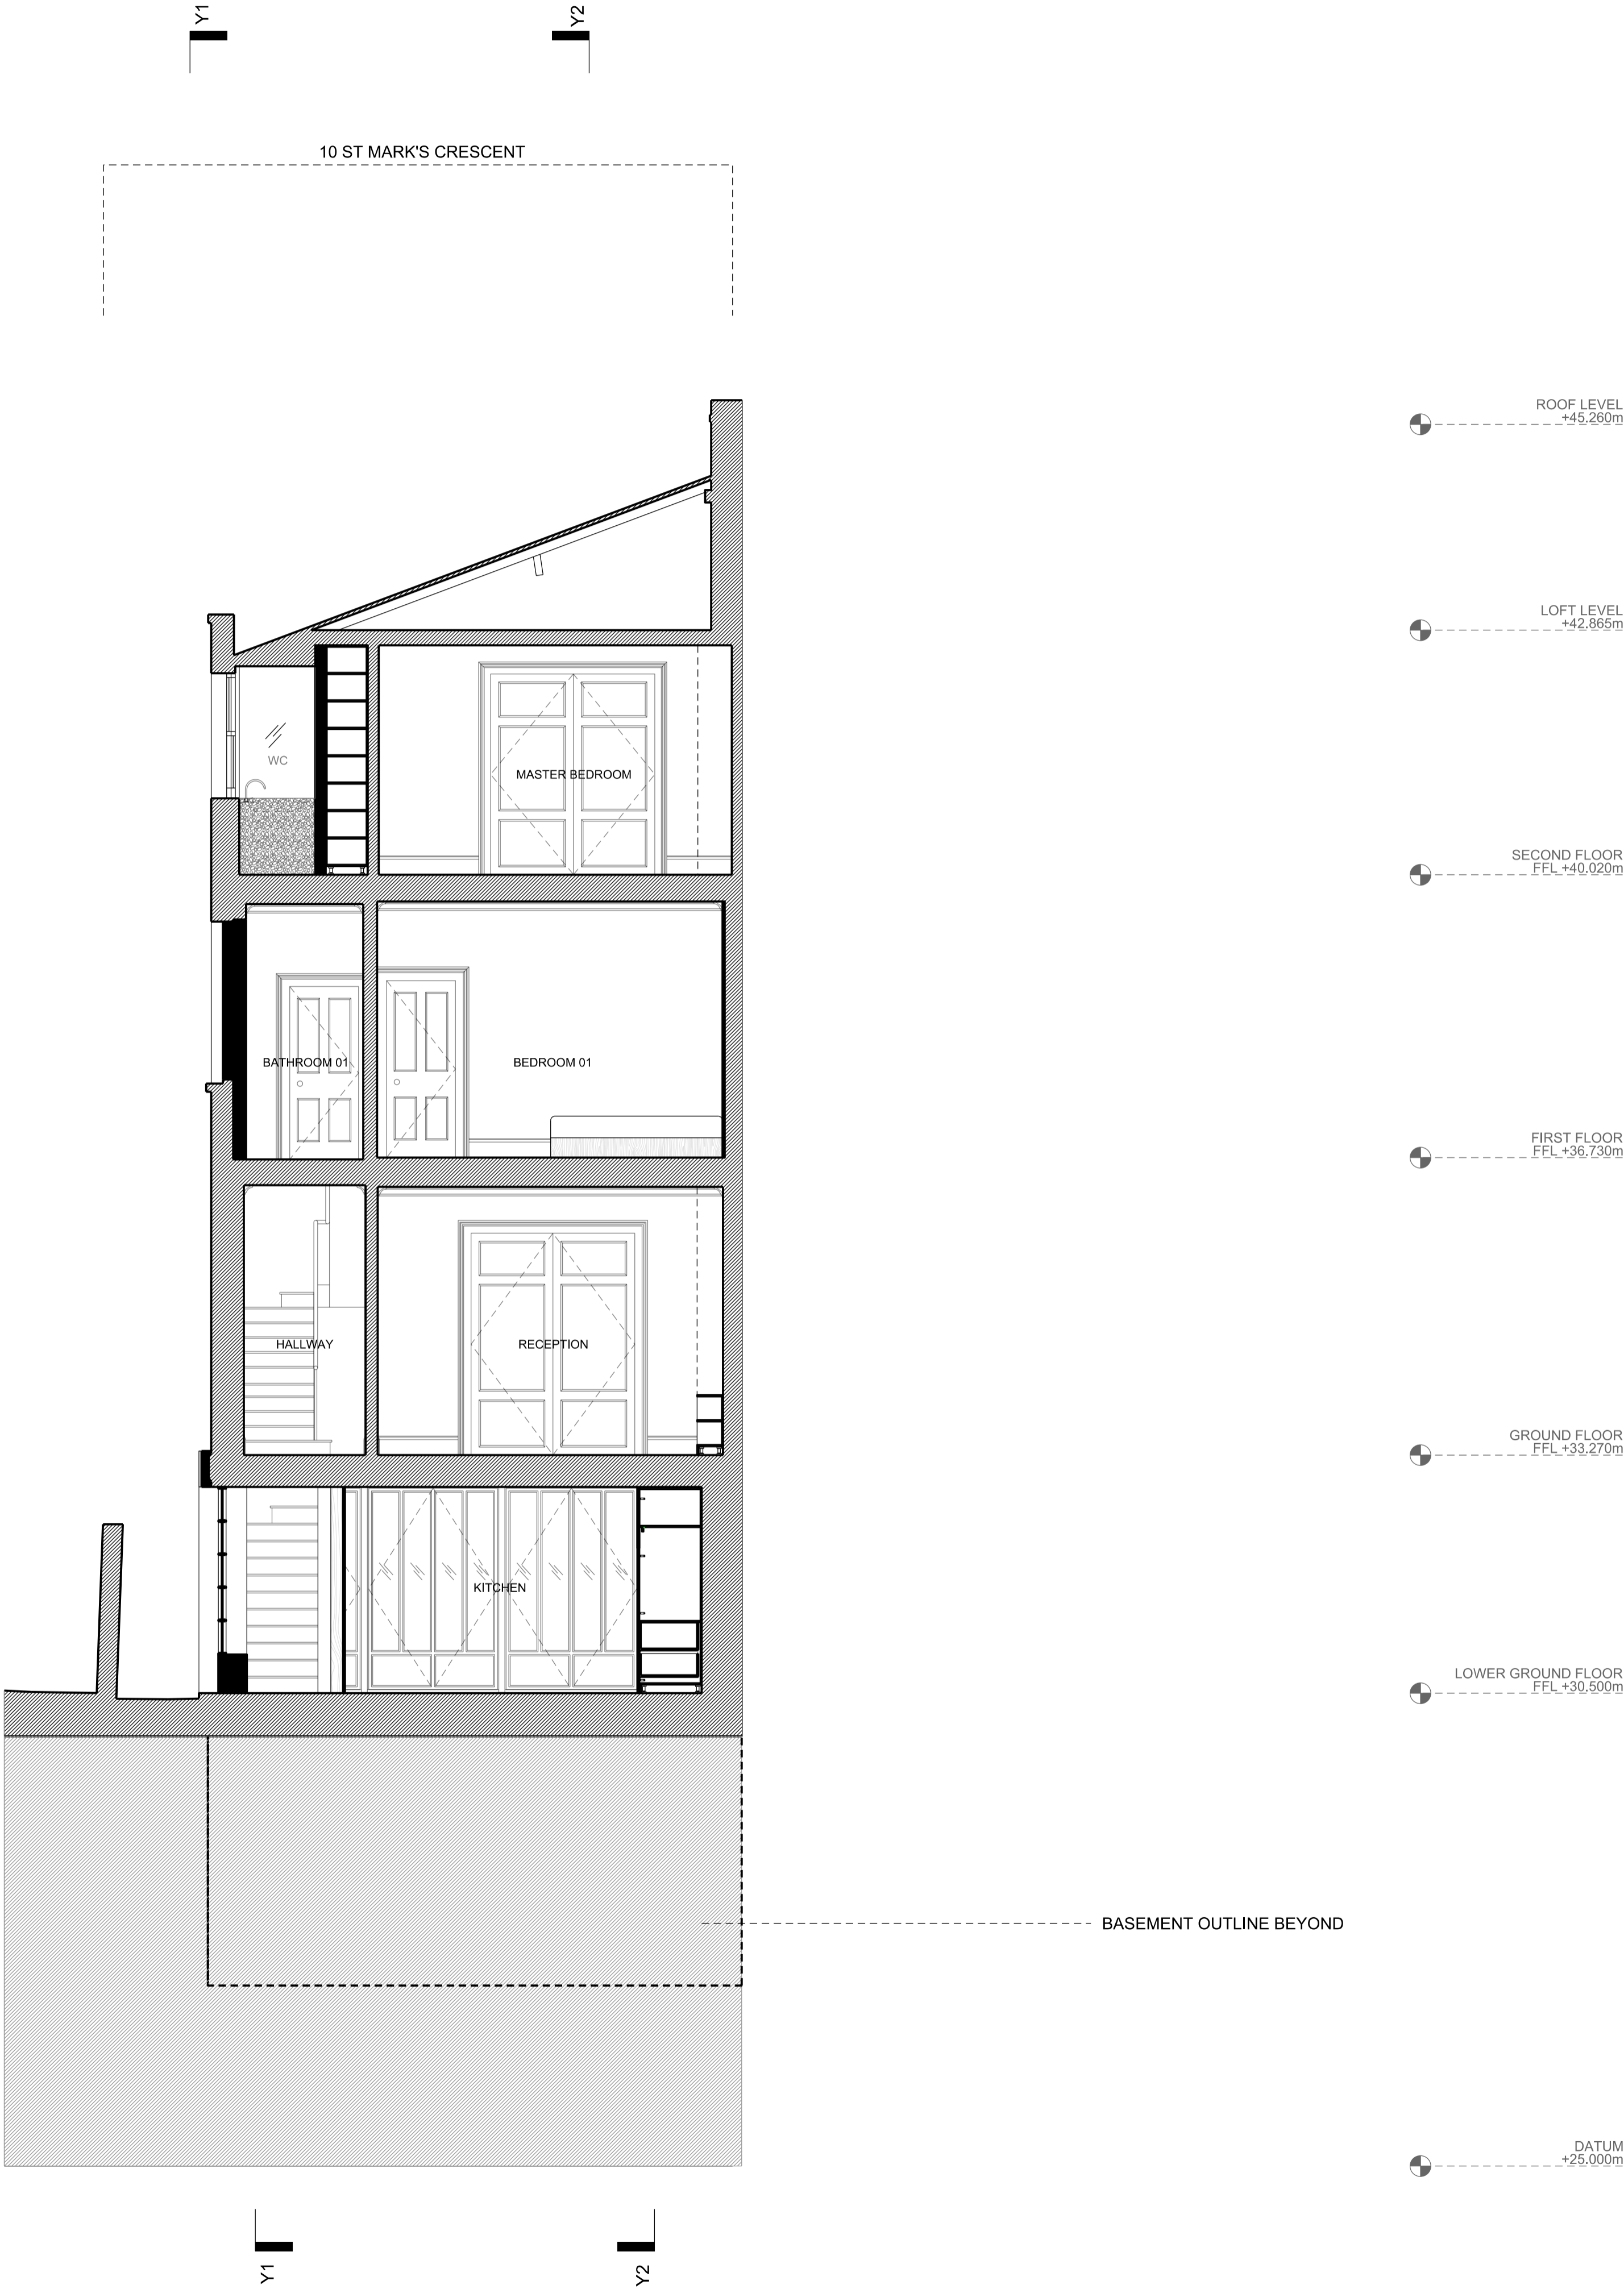 Y1
Y2
10 ST MARK'S CRESCENT
ROOF LEVEL
+45.260m
LOFT LEVEL
+42.865m
WC
MASTER BEDROOM
SECOND FLOOR
FFL +40.020m
BATHROOM 01
BEDROOM 01
FIRST FLOOR
FFL +36.730m
HALLWAY
RECEPTION
GROUND FLOOR
FFL +33.270m
KITCHEN
LOWER GROUND FLOOR
FFL +30.500m
BASEMENT OUTLINE BEYOND
DATUM
+25.000m
Y1
Y2